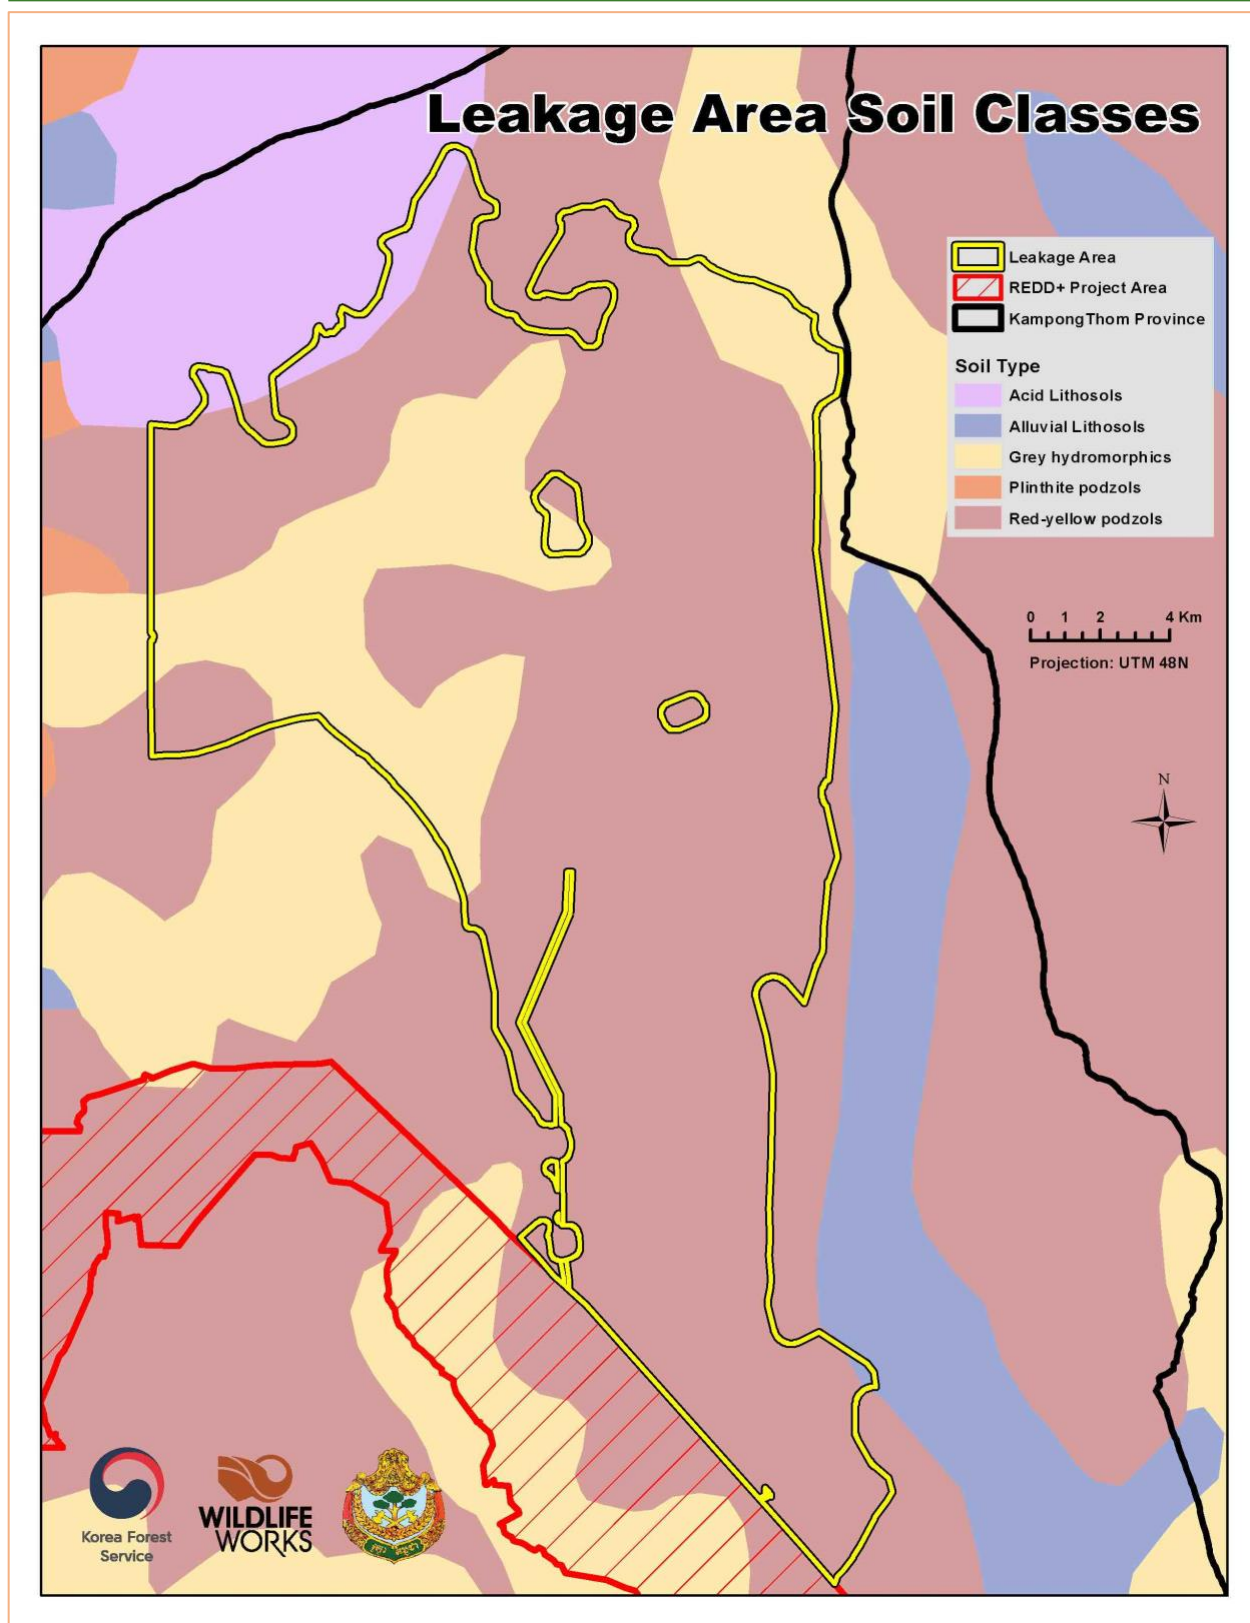 Leakage Area Soil Classes
Leakage Area
REDD+ Project Area
KampongThom Province
Soil Type
Acid Lithosols
Alluvial Lithosols
Grey hydromorphics
Plinthite podzols
Red-yellow podzols
0 1 2 4 Km
Projection: UTM 48N
N
Korea Forest
Service
WILDLIFE
WORKS